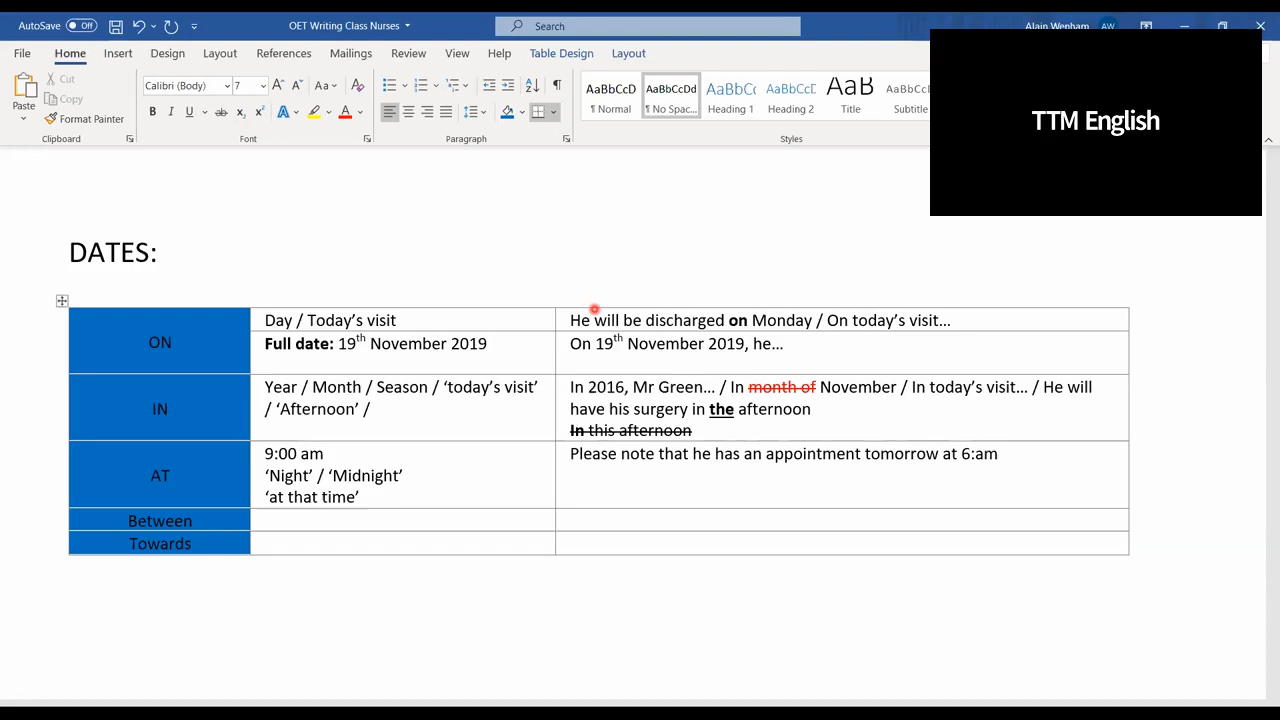 AutoSave Off OET Writing Class Nurses Search Alain Wenham AW
File Home Insert Design Layout References Mailings Review View Help Table Design Layout
TTM English
Paste Cut Copy Format Painter
Calibri (Body) 7
B I U ab x₂ x² A A
AaBbCcD AaBbCcDd AaBbCc AaBbCcC AaB AaBbCcD
¶ Normal ¶ No Spac... Heading 1 Heading 2 Title Subtitle
Clipboard Font Paragraph Styles
DATES:
ON Day / Today’s visit He will be discharged on Monday / On today’s visit…
Full date: 19th November 2019 On 19th November 2019, he…
IN Year / Month / Season / ‘today’s visit’ In 2016, Mr Green… / In month of November / In today’s visit… / He will
/ ‘Afternoon’ / have his surgery in the afternoon
In this afternoon
AT 9:00 am Please note that he has an appointment tomorrow at 6:am
‘Night’ / ‘Midnight’
‘at that time’
Between
Towards